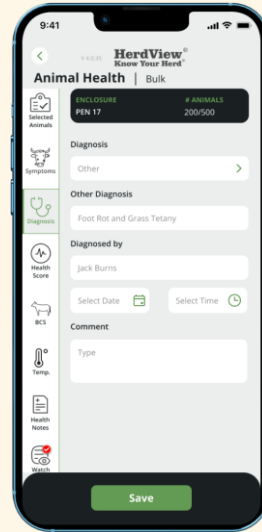 9:41
HerdView®
Know Your Herd®
Animal Health | Bulk
Selected Animals
ENCLOSURE
# ANIMALS
PEN 17
200/500
Symptoms
Diagnosis
Other
Diagnosis
Other Diagnosis
Foot Rot and Grass Tetany
Health Score
Diagnosed by
Jack Burns
BCS
Select Date
Select Time
Temp.
Comment
Type
Health Notes
Watch
Save